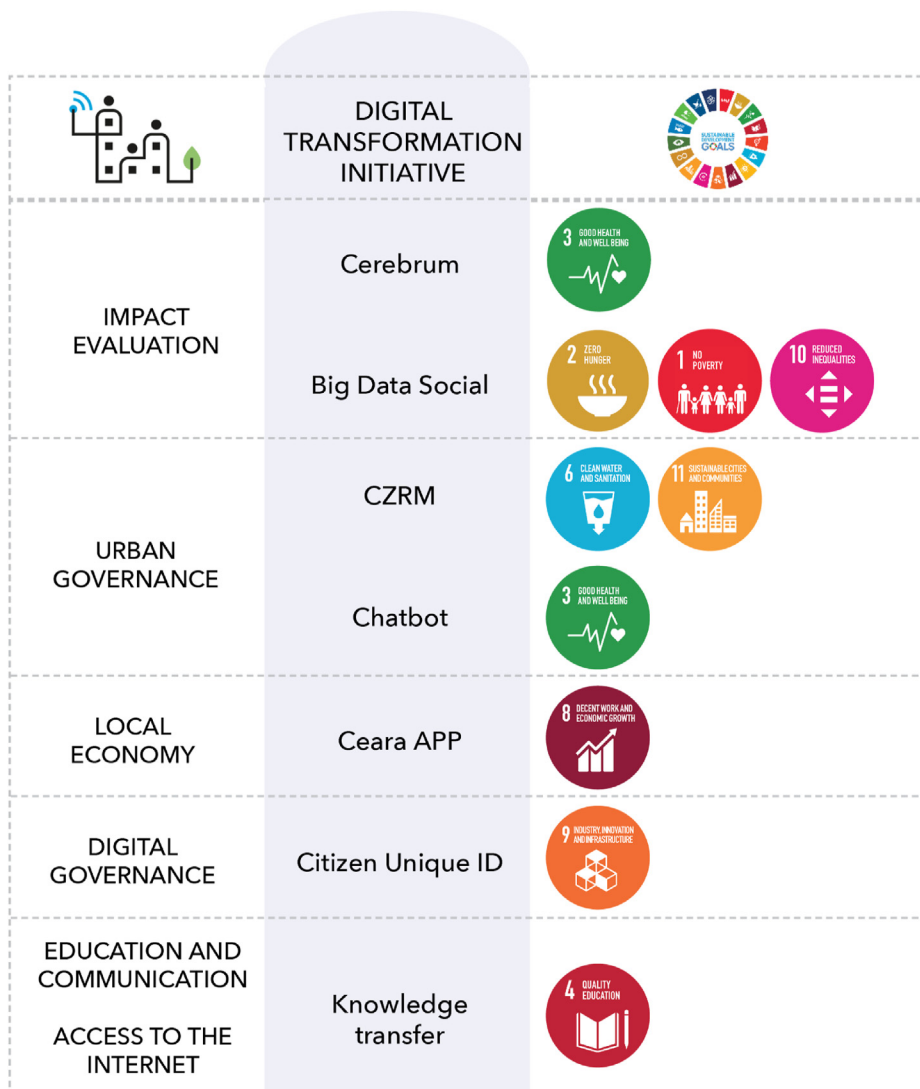 DIGITAL
TRANSFORMATION
INITIATIVE
SUSTAINABLE
DEVELOPMENT
GOALS
IMPACT
EVALUATION
Cerebrum
3 GOOD HEALTH
AND WELL BEING
Big Data Social
2 ZERO
HUNGER
1 NO
POVERTY
10 REDUCED
INEQUALITIES
URBAN
GOVERNANCE
CZRM
6 CLEAN WATER
AND SANITATION
11 SUSTAINABLE CITIES
AND COMMUNITIES
Chatbot
3 GOOD HEALTH
AND WELL BEING
LOCAL
ECONOMY
Ceara APP
8 DECENT WORK AND
ECONOMIC GROWTH
DIGITAL
GOVERNANCE
Citizen Unique ID
9 INDUSTRY, INNOVATION
AND INFRASTRUCTURE
EDUCATION AND
COMMUNICATION
ACCESS TO THE
INTERNET
Knowledge
transfer
4 QUALITY
EDUCATION